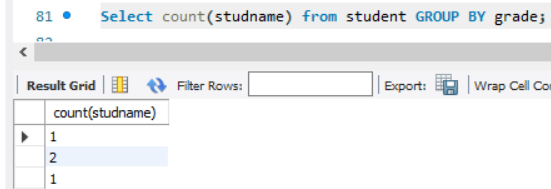 81 Select count(studname) from student GROUP BY grade;
Result Grid Filter Rows: Export: Wrap Cell Co
count(studname)
1
2
1